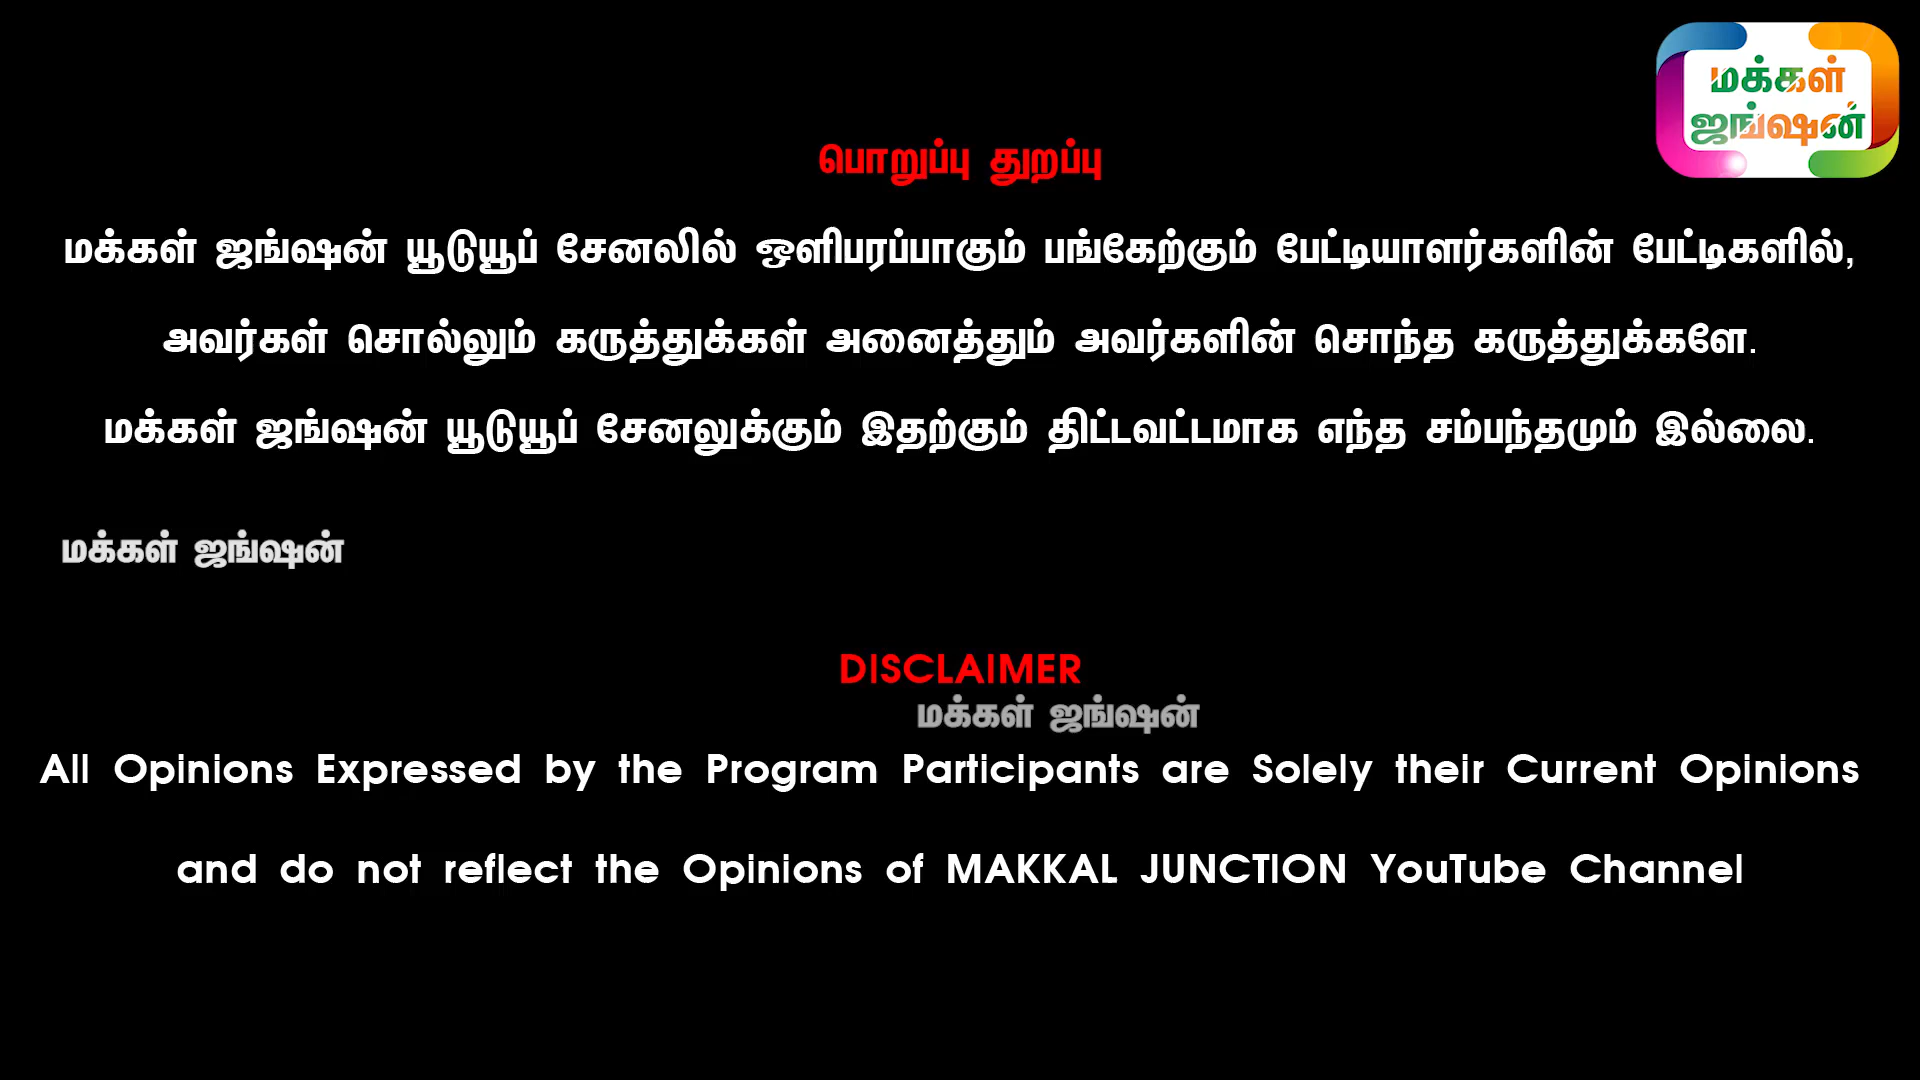 மக்கள்
ஜங்ஷன்
பொறுப்பு துறப்பு
மக்கள் ஜங்ஷன் யூடியூப் சேனலில் ஒளிபரப்பாகும் பங்கேற்கும் பேட்டியாளர்களின் பேட்டிகளில்,
அவர்கள் சொல்லும் கருத்துக்கள் அனைத்தும் அவர்களின் சொந்த கருத்துக்களே.
மக்கள் ஜங்ஷன் யூடுயூப் சேனலுக்கும் இதற்கும் திட்டவட்டமாக எந்த சம்பந்தமும் இல்லை.
மக்கள் ஜங்ஷன்
DISCLAIMER
மக்கள் ஜங்ஷன்
All Opinions Expressed by the Program Participants are Solely their Current Opinions
and do not reflect the Opinions of MAKKAL JUNCTION YouTube Channel